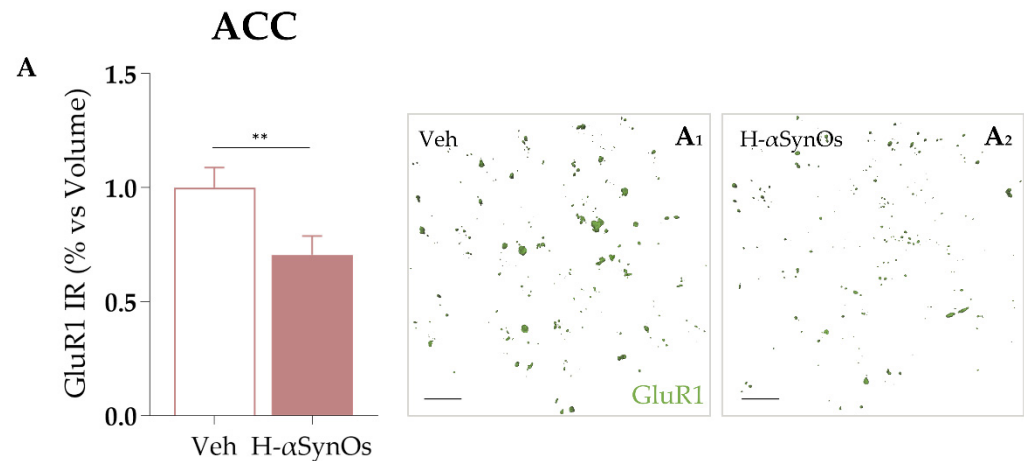 ACC
A
GluR1 IR (% vs Volume)
1.5
1.0
0.5
0.0
**
Veh
H-αSynOs
Veh
A1
GluR1
H-αSynOs
A2